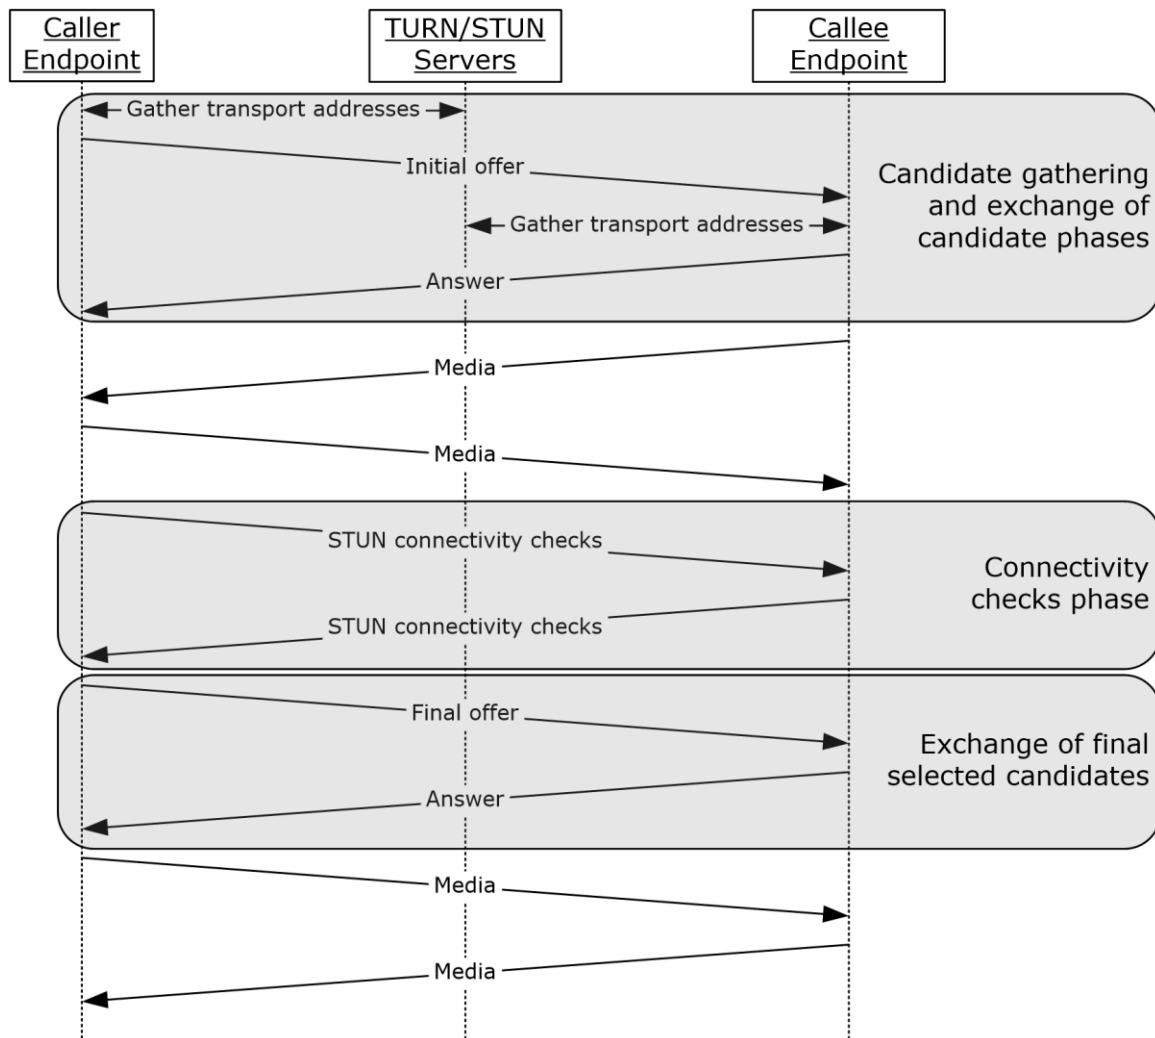 Caller
Endpoint
TURN/STUN
Servers
Callee
Endpoint
Gather transport addresses
Initial offer
Gather transport addresses
Answer
Candidate gathering
and exchange of
candidate phases
Media
Media
STUN connectivity checks
STUN connectivity checks
Connectivity
checks phase
Final offer
Answer
Exchange of final
selected candidates
Media
Media